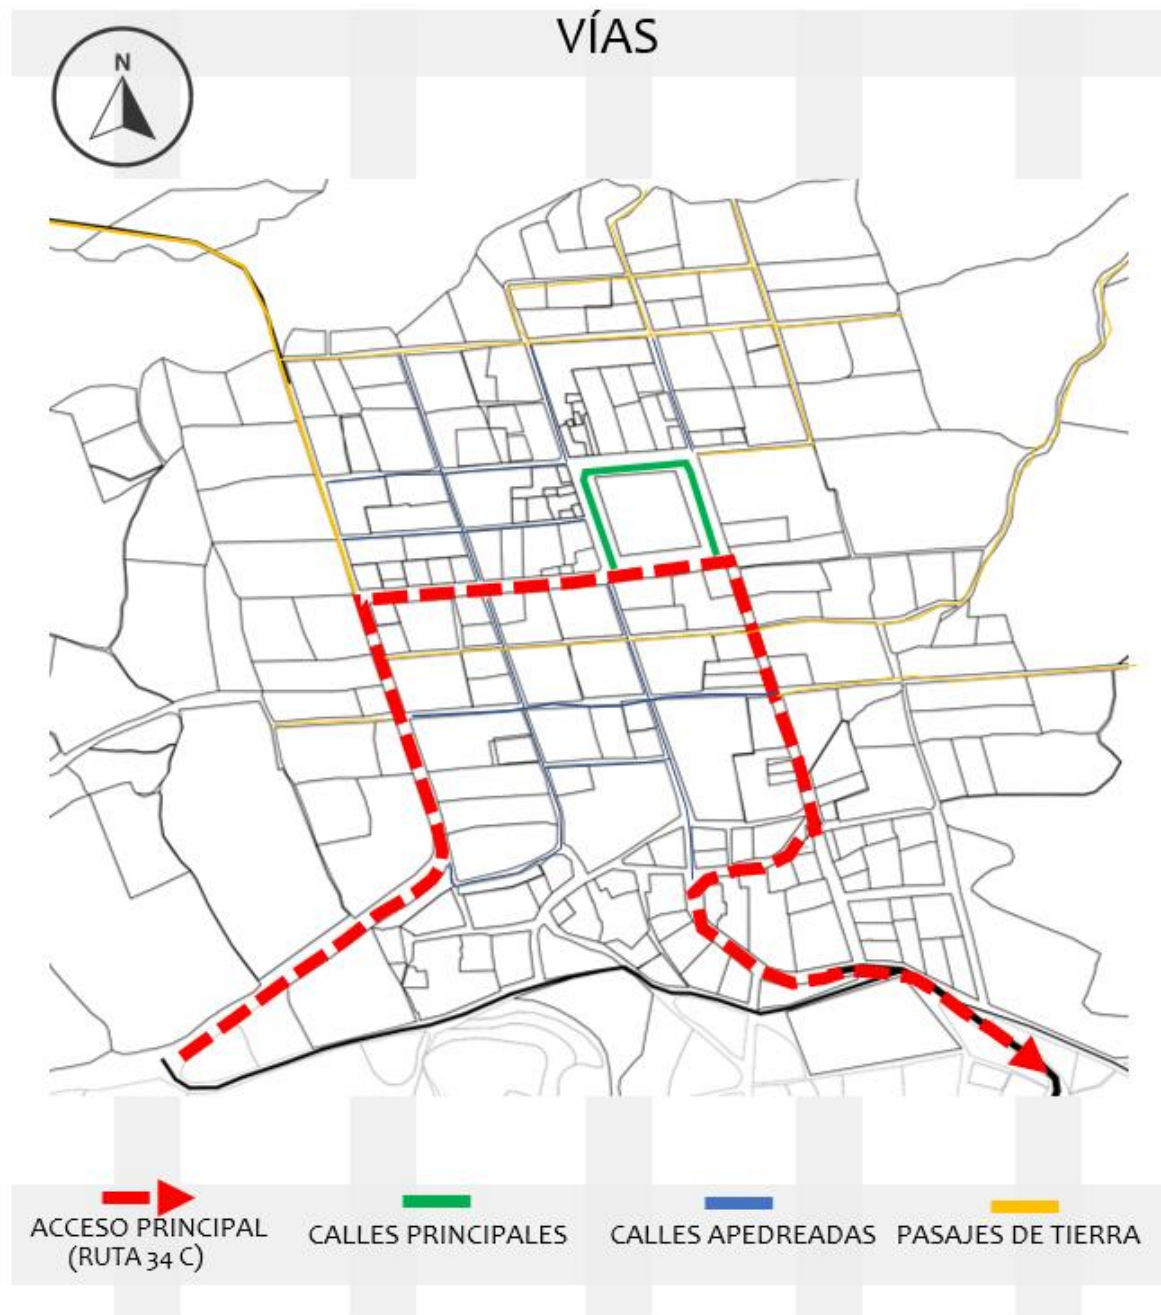 VÍAS
N
ACCESO PRINCIPAL
(RUTA 34 C)
CALLES PRINCIPALES
CALLES APEDREADAS
PASAJES DE TIERRA